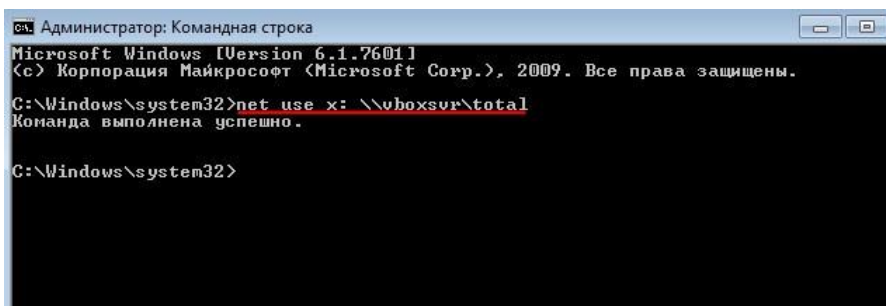 Администратор: Командная строка
Microsoft Windows [Version 6.1.7601]
(c) Корпорация Майкрософт (Microsoft Corp.), 2009. Все права защищены.
C:\Windows\system32>net use x: \\vboxsvr\total
Команда выполнена успешно.
C:\Windows\system32>